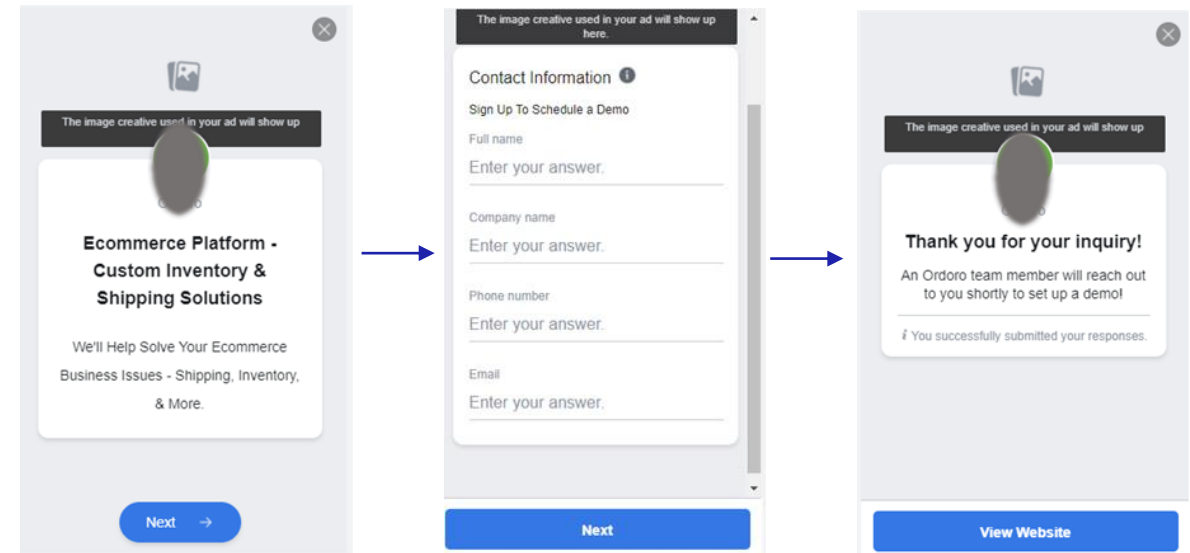 The image creative used in your ad will show up
Ecommerce Platform -
Custom Inventory &
Shipping Solutions
We'll Help Solve Your Ecommerce
Business Issues - Shipping, Inventory,
& More.
Next →
The image creative used in your ad will show up
here.
Contact Information
Sign Up To Schedule a Demo
Full name
Enter your answer.
Company name
Enter your answer.
Phone number
Enter your answer.
Email
Enter your answer.
Next
The image creative used in your ad will show up
Thank you for your inquiry!
An Ordoro team member will reach out
to you shortly to set up a demo!
i You successfully submitted your responses.
View Website